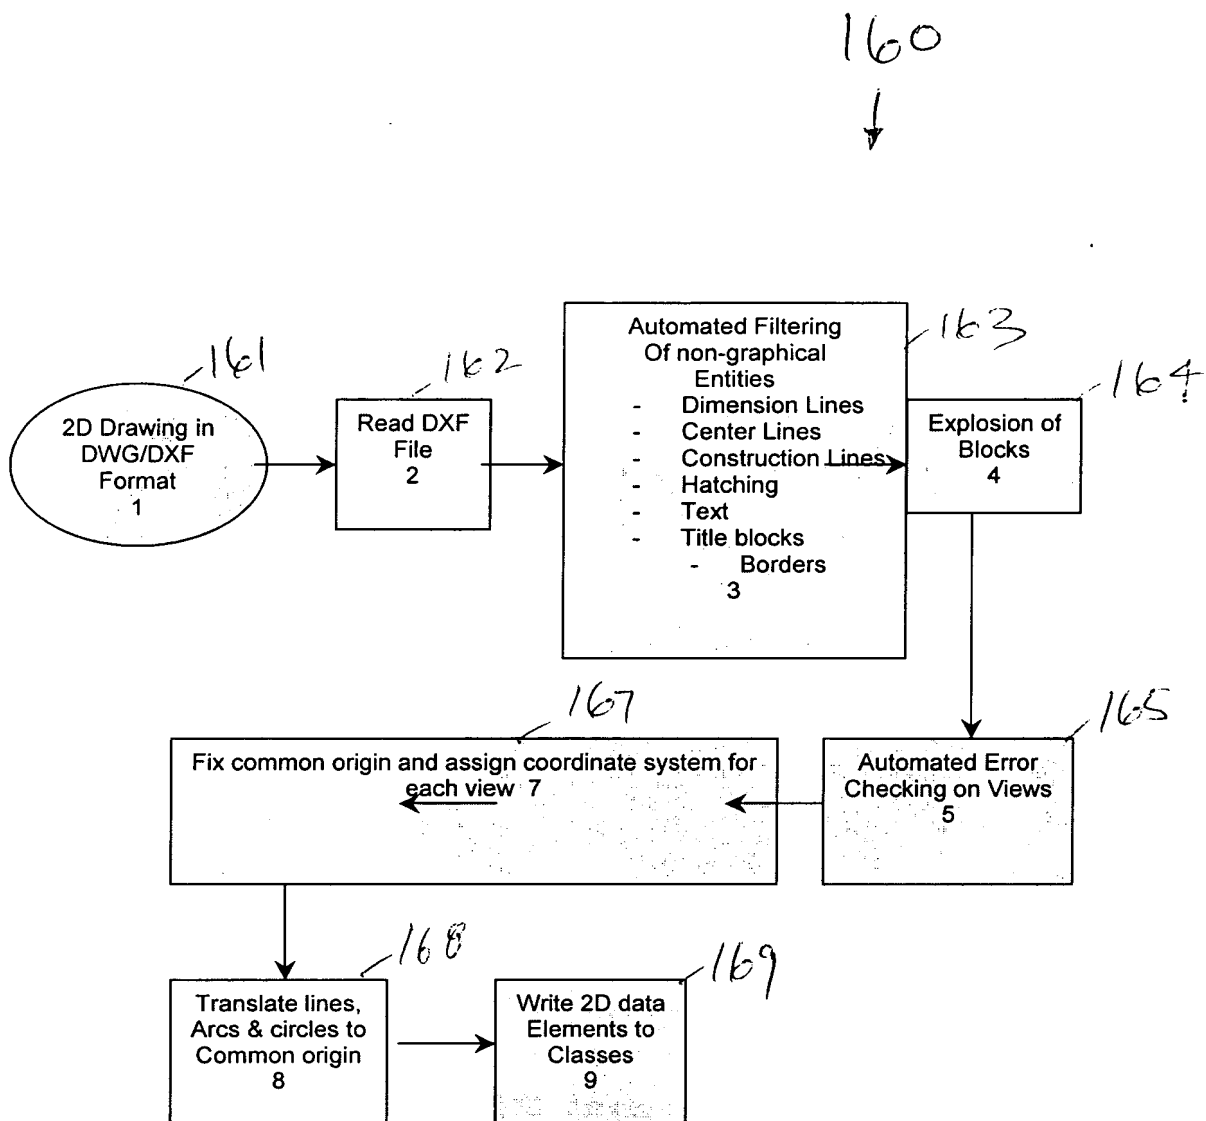 160
161
2D Drawing in
DWG/DXF
Format
1
162
Read DXF
File
2
163
Automated Filtering
Of non-graphical
Entities
- Dimension Lines
- Center Lines
- Construction Lines
- Hatching
- Text
- Title blocks
- Borders
3
164
Explosion of
Blocks
4
165
Automated Error
Checking on Views
5
167
Fix common origin and assign coordinate system for
each view 7
168
Translate lines,
Arcs & circles to
Common origin
8
169
Write 2D data
Elements to
Classes
9